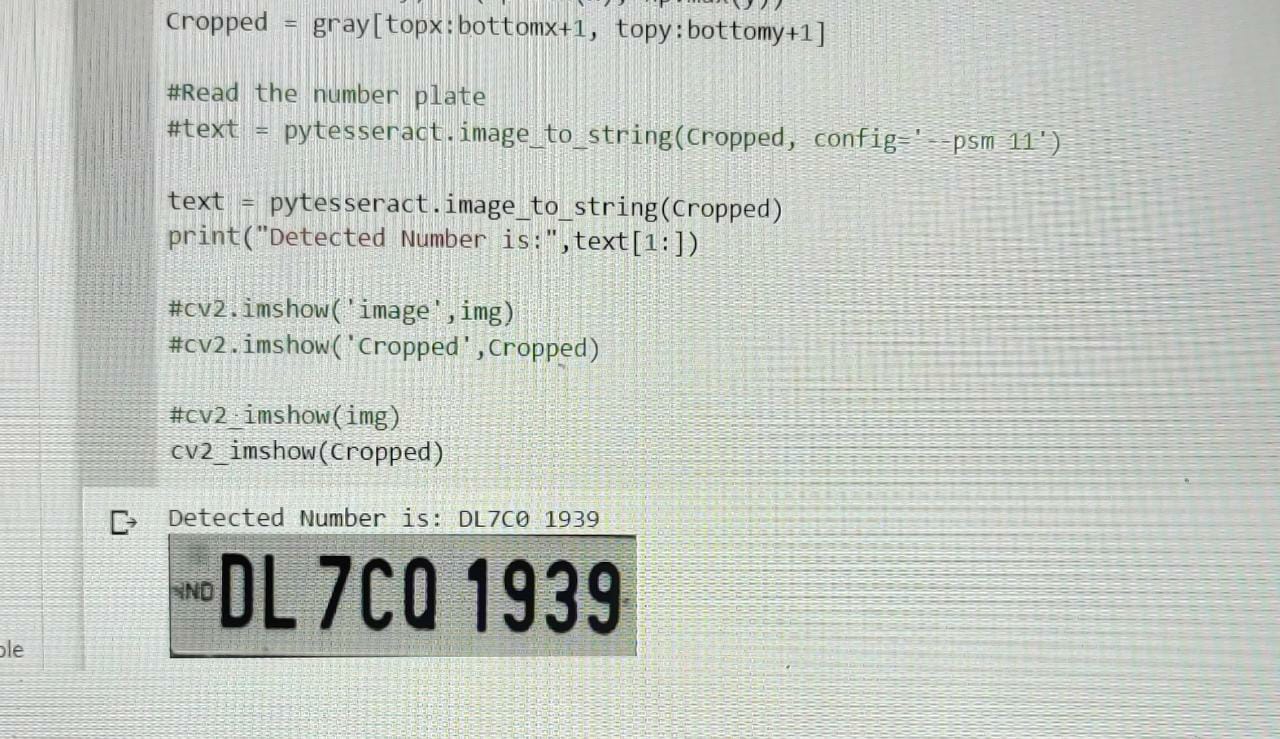 Cropped = gray[topx:bottomx+1, topy:bottomy+1]
#Read the number plate
#text = pytesseract.image_to_string(Cropped, config='--psm 11')
text = pytesseract.image_to_string(Cropped)
print("Detected Number is:",text[1:])
#cv2.imshow('image',img)
#cv2.imshow('Cropped',Cropped)
#cv2_imshow(img)
cv2_imshow(Cropped)
Detected Number is: DL7C0 1939
IND DL 7CQ 1939